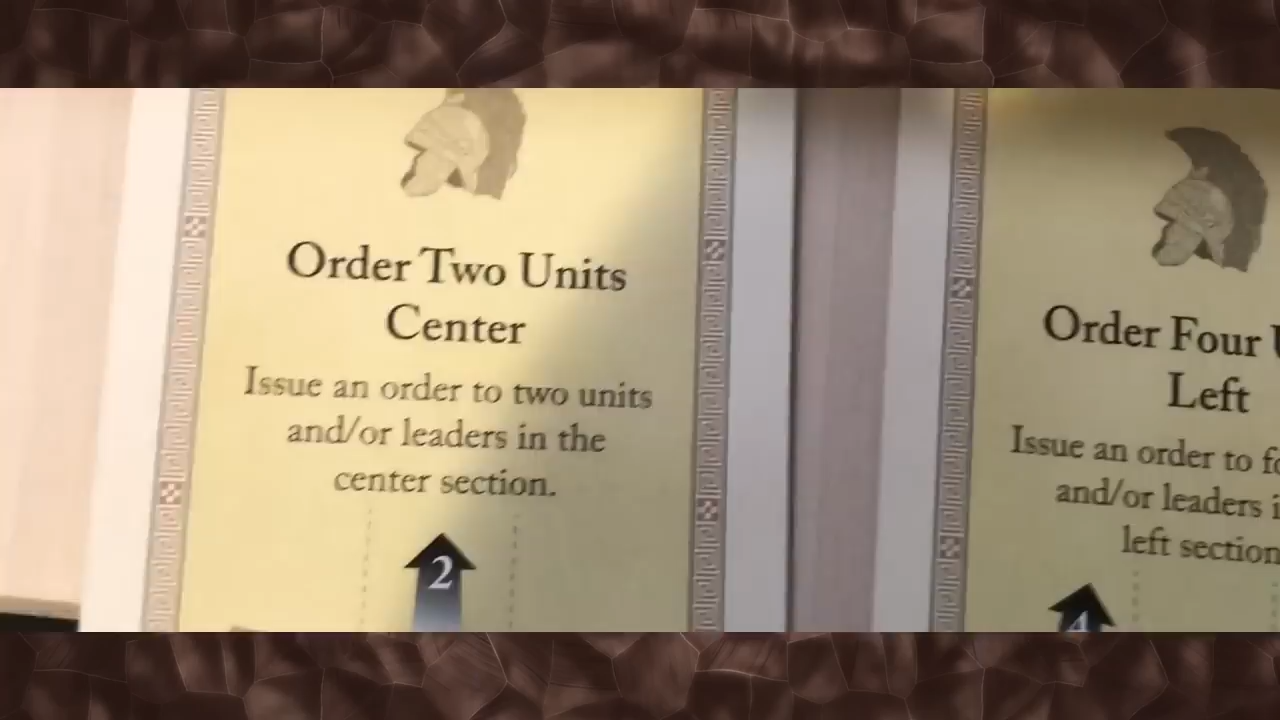 Order Two Units
Center
Issue an order to two units
and/or leaders in the
center section.
2
Order Four
Left
Issue an order to
and/or leaders
left section
4